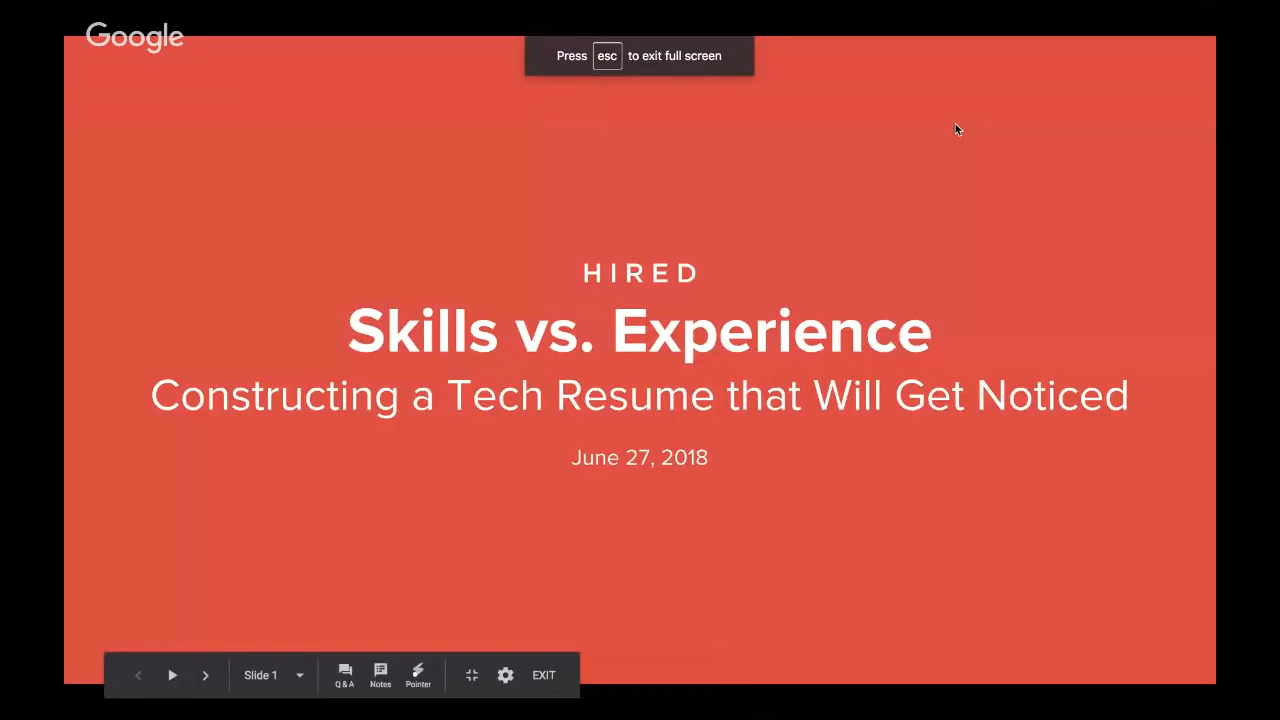 Google
Press esc to exit full screen
HIRED
Skills vs. Experience
Constructing a Tech Resume that Will Get Noticed
June 27, 2018
Slide 1 Q & A Notes Pointer EXIT